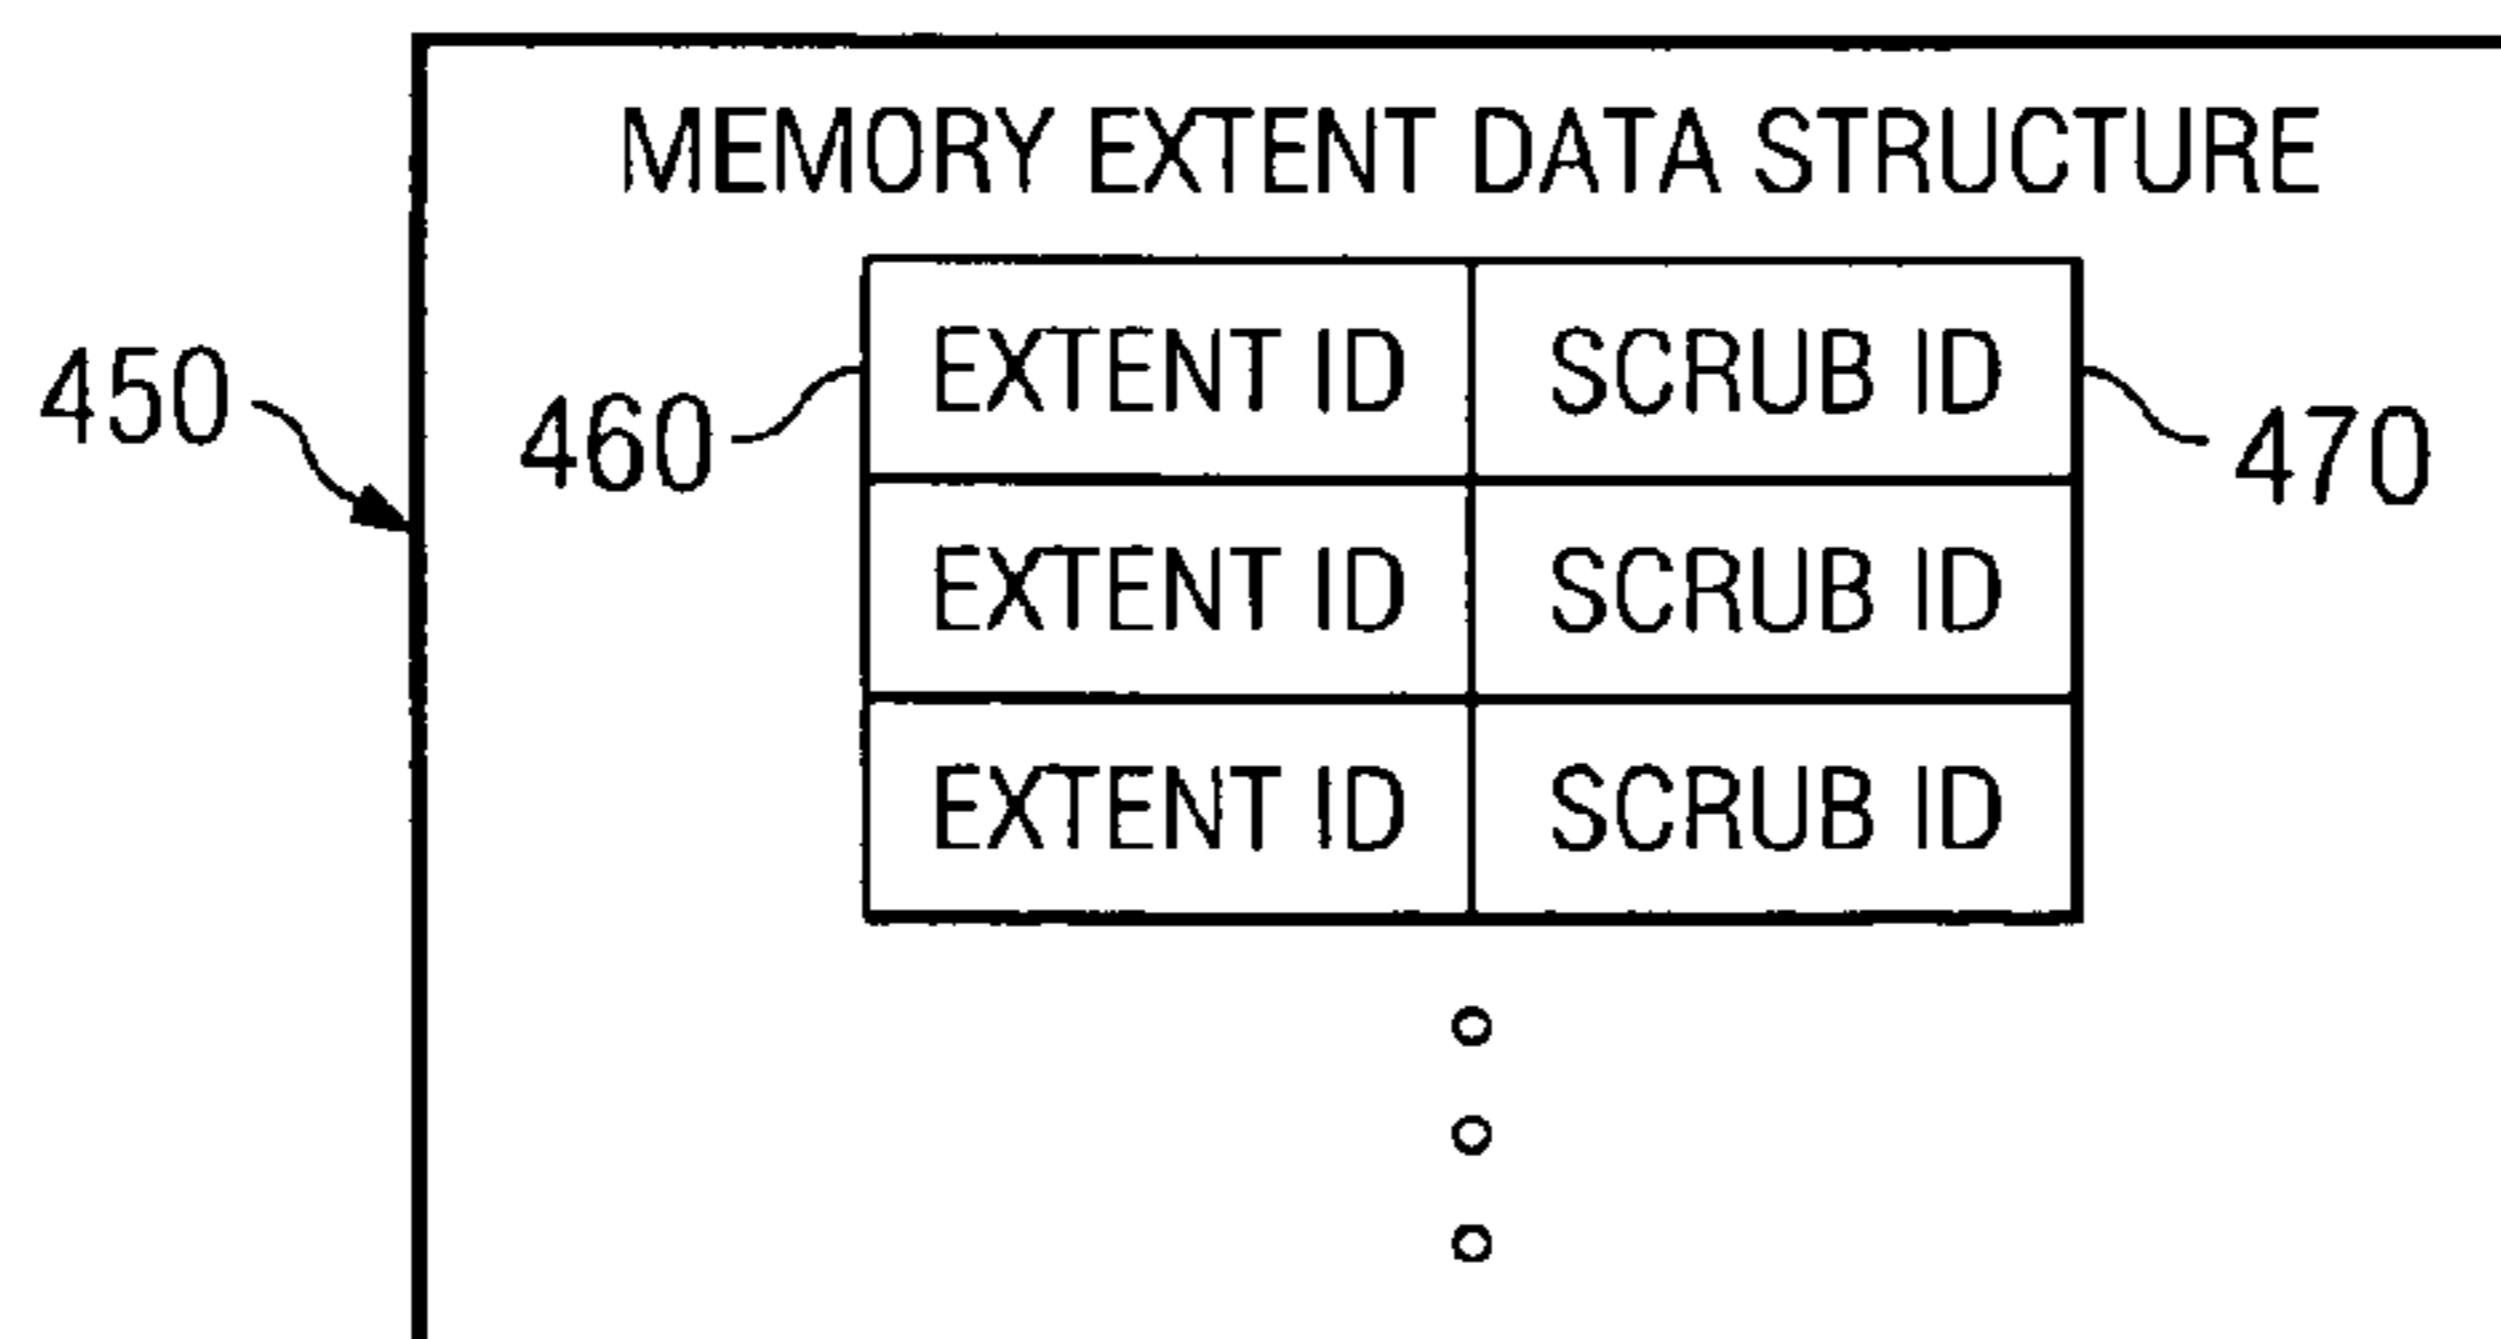 MEMORY EXTENT DATA STRUCTURE
EXTENT ID SCRUB ID
450
460
470
EXTENT ID SCRUB ID
EXTENT ID SCRUB ID